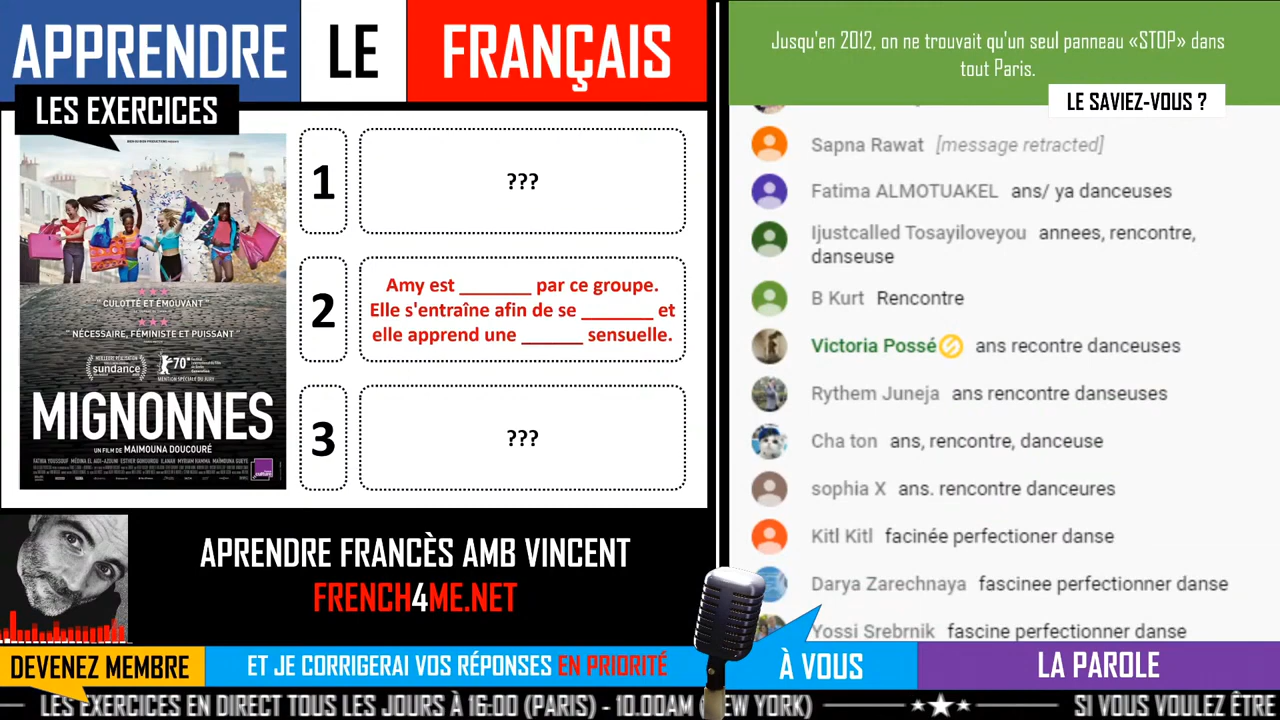 APPRENDRE LE FRANÇAIS
LES EXERCICES
CULOTTÉ ET ÉMOUVANT
NÉCESSAIRE, FÉMINISTE ET PUISSANT
sundance
70
MIGNONNES
UN FILM DE MAIMOUNA DOUCOURÉ
1
???
2
Amy est _______ par ce groupe.
Elle s'entraîne afin de se _______ et
elle apprend une ______ sensuelle.
3
???
APRENDRE FRANCÈS AMB VINCENT
FRENCH4ME.NET
DEVENEZ MEMBRE
ET JE CORRIGERAI VOS RÉPONSES EN PRIORITÉ
Jusqu'en 2012, on ne trouvait qu'un seul panneau «STOP» dans
tout Paris.
LE SAVIEZ-VOUS ?
Sapna Rawat [message retracted]
Fatima ALMOTUAKEL ans/ ya danceuses
Ijustcalled Tosayiloveyou annees, rencontre,
danseuse
B Kurt Rencontre
Victoria Possé ans recontre danceuses
Rythem Juneja ans rencontre danseuses
Cha ton ans, rencontre, danceuse
sophia X ans. rencontre danceures
Kitl Kitl facinée perfectioner danse
Darya Zarechnaya fascinee perfectionner danse
Yossi Srebrnik fascine perfectionner danse
À VOUS
LA PAROLE
LES EXERCICES EN DIRECT TOUS LES JOURS À 16:00 (PARIS) - 10.00AM (NEW YORK)
SI VOUS VOULEZ ÊTRE